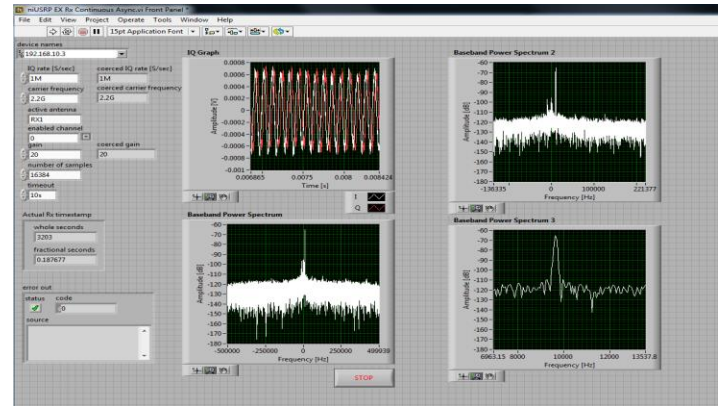 niUSRP EX Rx Continuous Async.vi Front Panel *
File Edit View Project Operate Tools Window Help
15pt Application Font
device names
192.168.10.3
IQ rate [S/sec] coerced IQ rate [S/sec]
1M 1M
carrier frequency coerced carrier frequency
2.2G 2.2G
active antenna
RX1
enabled channel
0
gain coerced gain
20 20
number of samples
16384
timeout
10s
Actual Rx timestamp
whole seconds
3203
fractional seconds
0.187677
error out
status code
0
source
IQ Graph
Amplitude [V]
0.0008
0.0006
0.0004
0.0002
0
-0.0002
-0.0004
-0.0006
-0.0008
-0.001
0.006865 0.0075 0.008 0.008424
Time [s]
I
Q
Baseband Power Spectrum
Amplitude [dB]
-60
-70
-80
-90
-100
-110
-120
-130
-140
-150
-160
-170
-180
-500000 -250000 0 250000 499939
Frequency [Hz]
STOP
Baseband Power Spectrum 2
Amplitude [dB]
-60
-70
-80
-90
-100
-110
-120
-130
-140
-150
-160
-170
-180
0 100000 221377
Frequency [Hz]
Baseband Power Spectrum 3
Amplitude [dB]
-60
-70
-80
-90
-100
-110
-120
-130
-140
-150
-160
-170
-180
6063.15 8000 10000 12000 13537.8
Frequency [Hz]